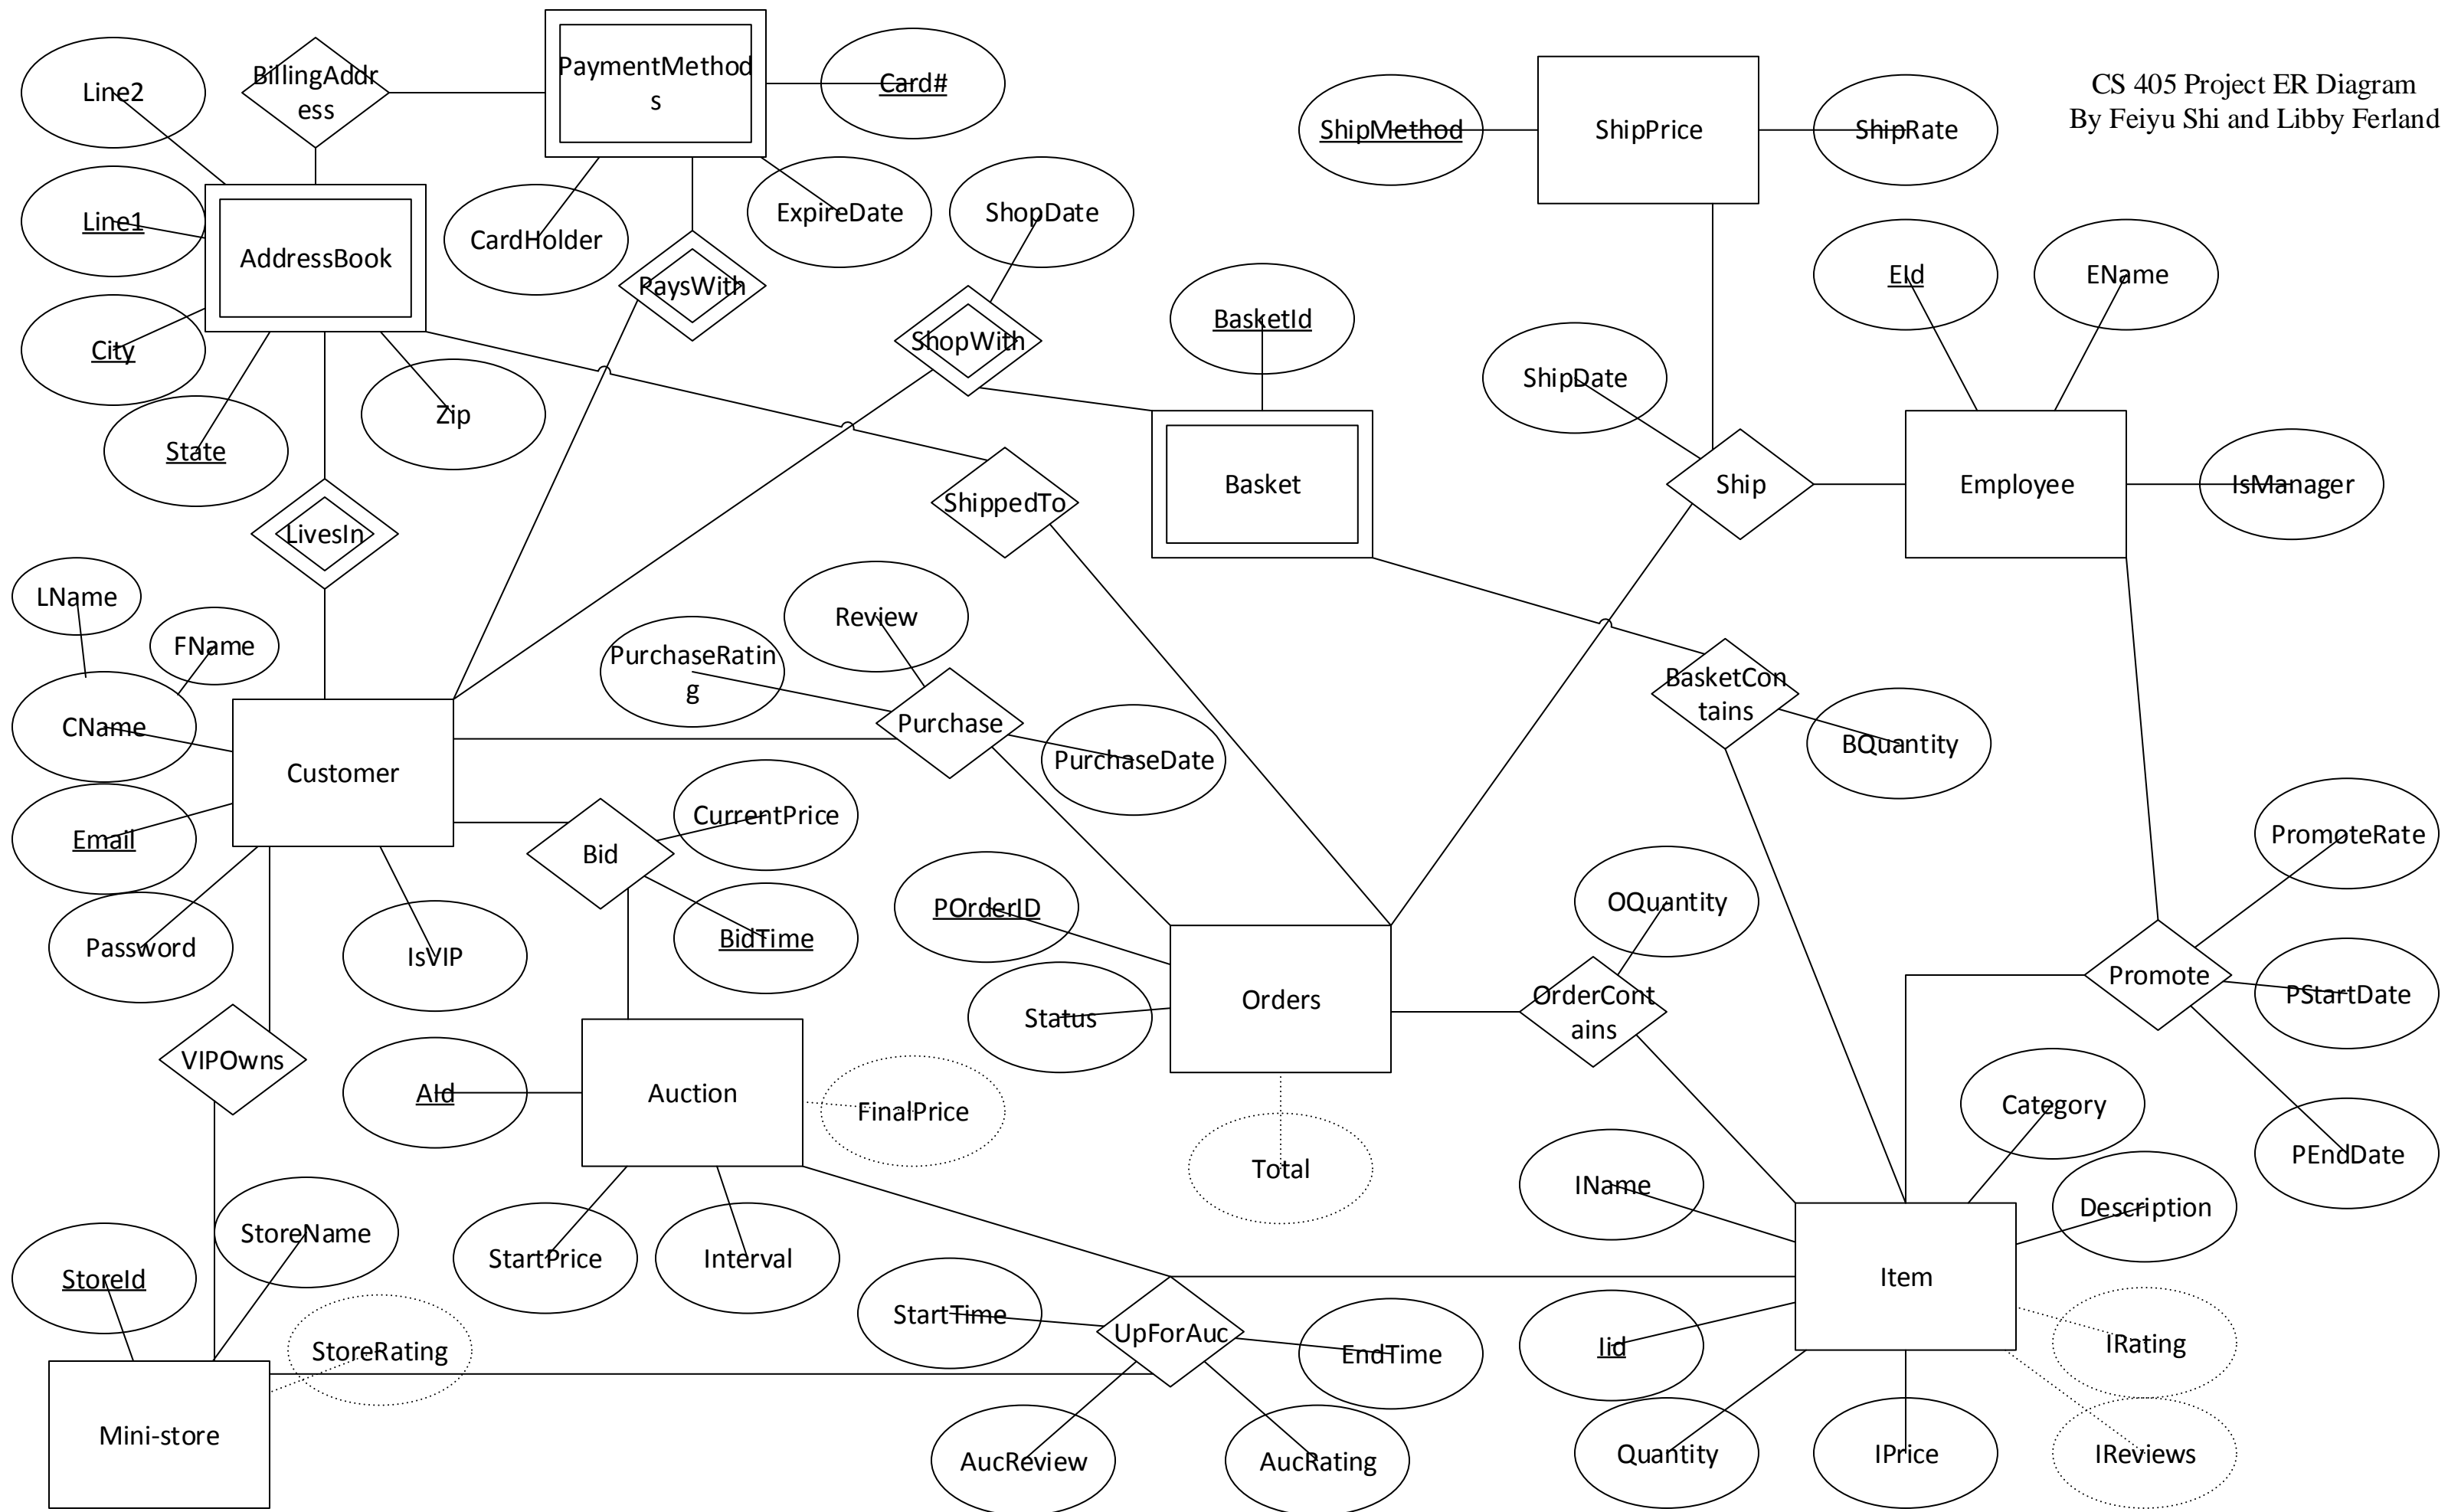 CS 405 Project ER Diagram
By Feiyu Shi and Libby Ferland
Line2
BillingAddr
ess
PaymentMethod
s
Card#
ShipMethod
ShipPrice
ShipRate
Line1
AddressBook
CardHolder
ExpireDate
ShopDate
PaysWith
ShopWith
BasketId
EId
EName
City
State
Zip
ShipDate
ShippedTo
Basket
Ship
Employee
IsManager
LivesIn
LName
FName
CName
Customer
Email
Password
IsVIP
PurchaseRatin
g
Review
Purchase
PurchaseDate
BasketCon
tains
BQuantity
Bid
CurrentPrice
BidTime
POrderID
Status
Orders
Total
OQuantity
OrderCont
ains
PromoteRate
Promote
PStartDate
PEndDate
VIPOwns
AId
Auction
FinalPrice
StartPrice
Interval
Category
IName
Description
Item
Iid
IRating
Quantity
IPrice
IReviews
StoreId
StoreName
StoreRating
Mini-store
StartTime
UpForAuc
EndTime
AucReview
AucRating